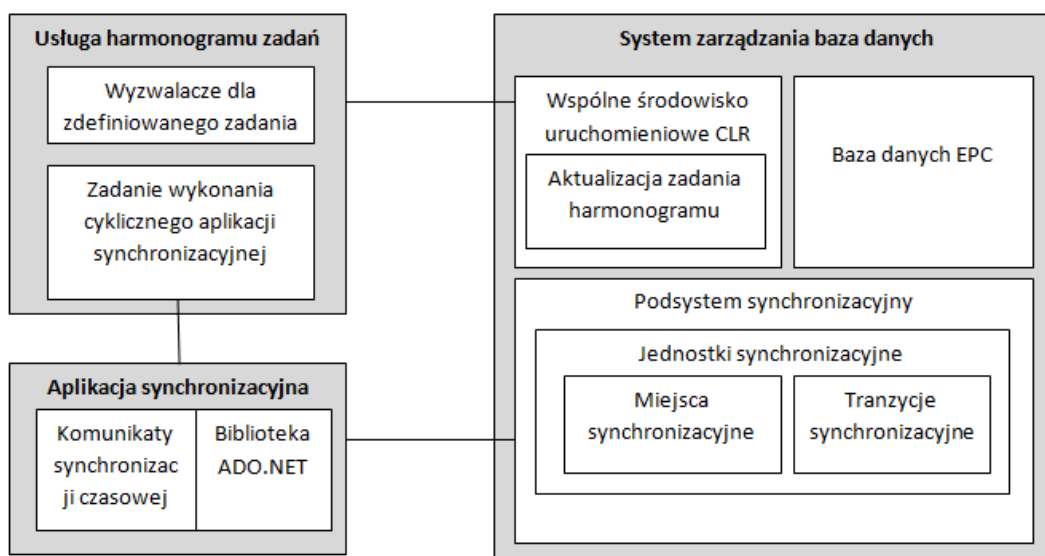 Usługa harmonogramu zadań
Wyzwalacze dla
zdefiniowanego zadania
Zadanie wykonania
cyklicznego aplikacji
synchronizacyjnej
Aplikacja synchronizacyjna
Komunikaty
synchronizac
ji czasowej
Biblioteka
ADO.NET
System zarządzania baza danych
Wspólne środowisko
uruchomieniowe CLR
Aktualizacja zadania
harmonogramu
Baza danych EPC
Podsystem synchronizacyjny
Jednostki synchronizacyjne
Miejsca
synchronizacyjne
Tranzycje
synchronizacyjne